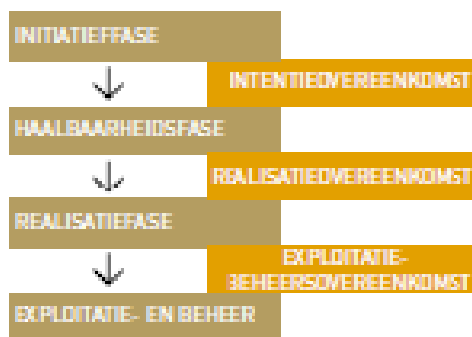 INITIATIEFFASE
INTENTIEOVEREENKOMST
HAALBAARHEIDSFASE
REALISATIEOVEREENKOMST
REALISATIEFASE
EXPLOITATIE-
BEHEERSOVEREENKOMST
EXPLOITATIE- EN BEHEER